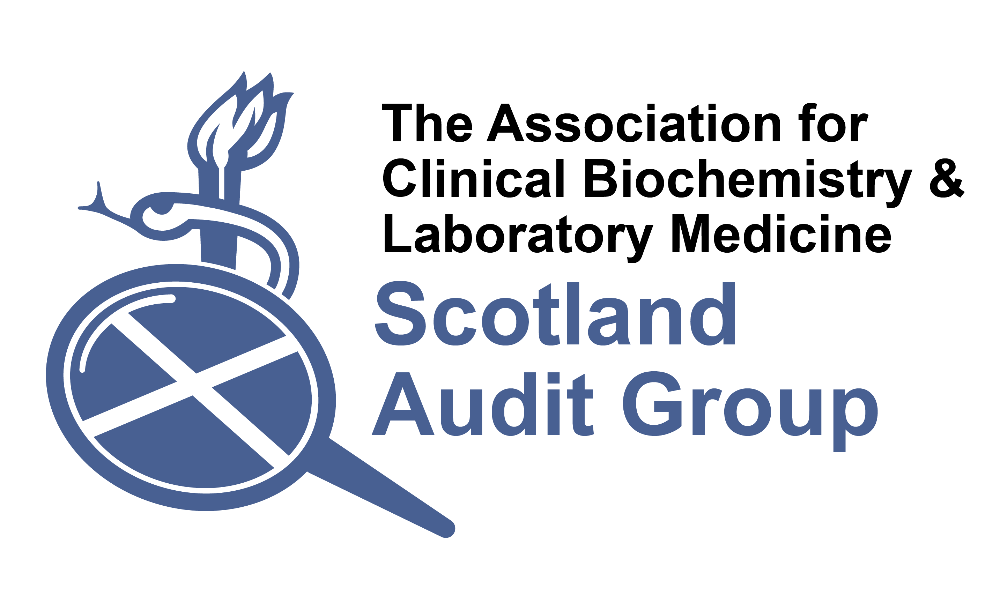 The Association for
Clinical Biochemistry &
Laboratory Medicine
Scotland
Audit Group